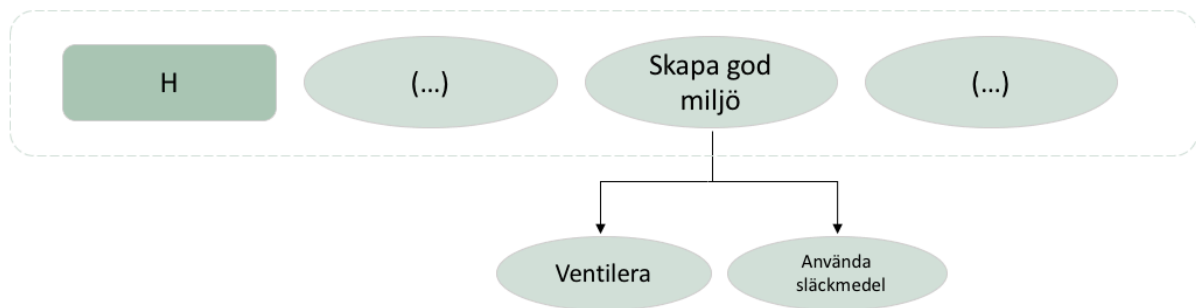 H
(...)
Skapa god
miljö
(...)
Ventilera
Använda
släckmedel